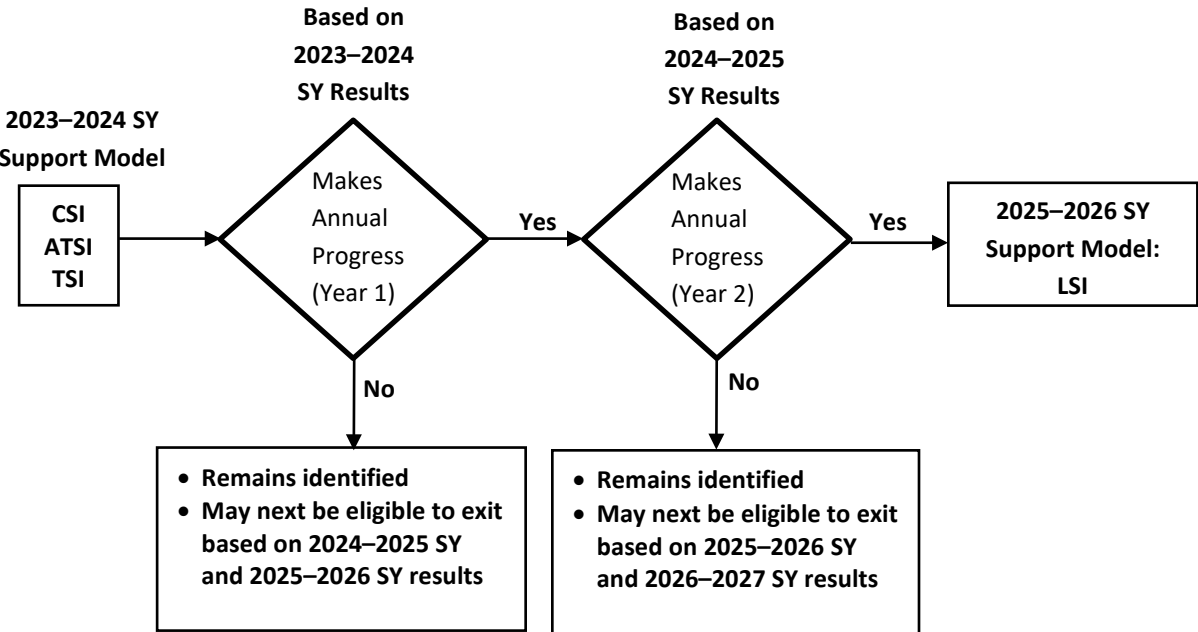 Based on
2023–2024
SY Results
Based on
2024–2025
SY Results
2023–2024 SY
Support Model
CSI
ATSI
TSI
Makes
Annual
Progress
(Year 1)
Yes
Makes
Annual
Progress
(Year 2)
Yes
2025–2026 SY
Support Model:
LSI
No
No
• Remains identified
• May next be eligible to exit
based on 2024–2025 SY
and 2025–2026 SY results
• Remains identified
• May next be eligible to exit
based on 2025–2026 SY
and 2026–2027 SY results